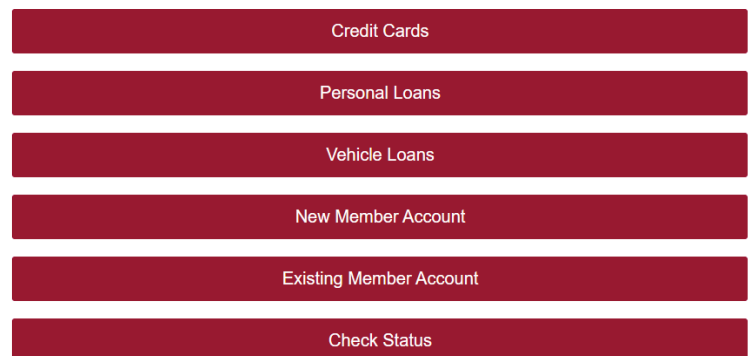 Credit Cards
Personal Loans
Vehicle Loans
New Member Account
Existing Member Account
Check Status